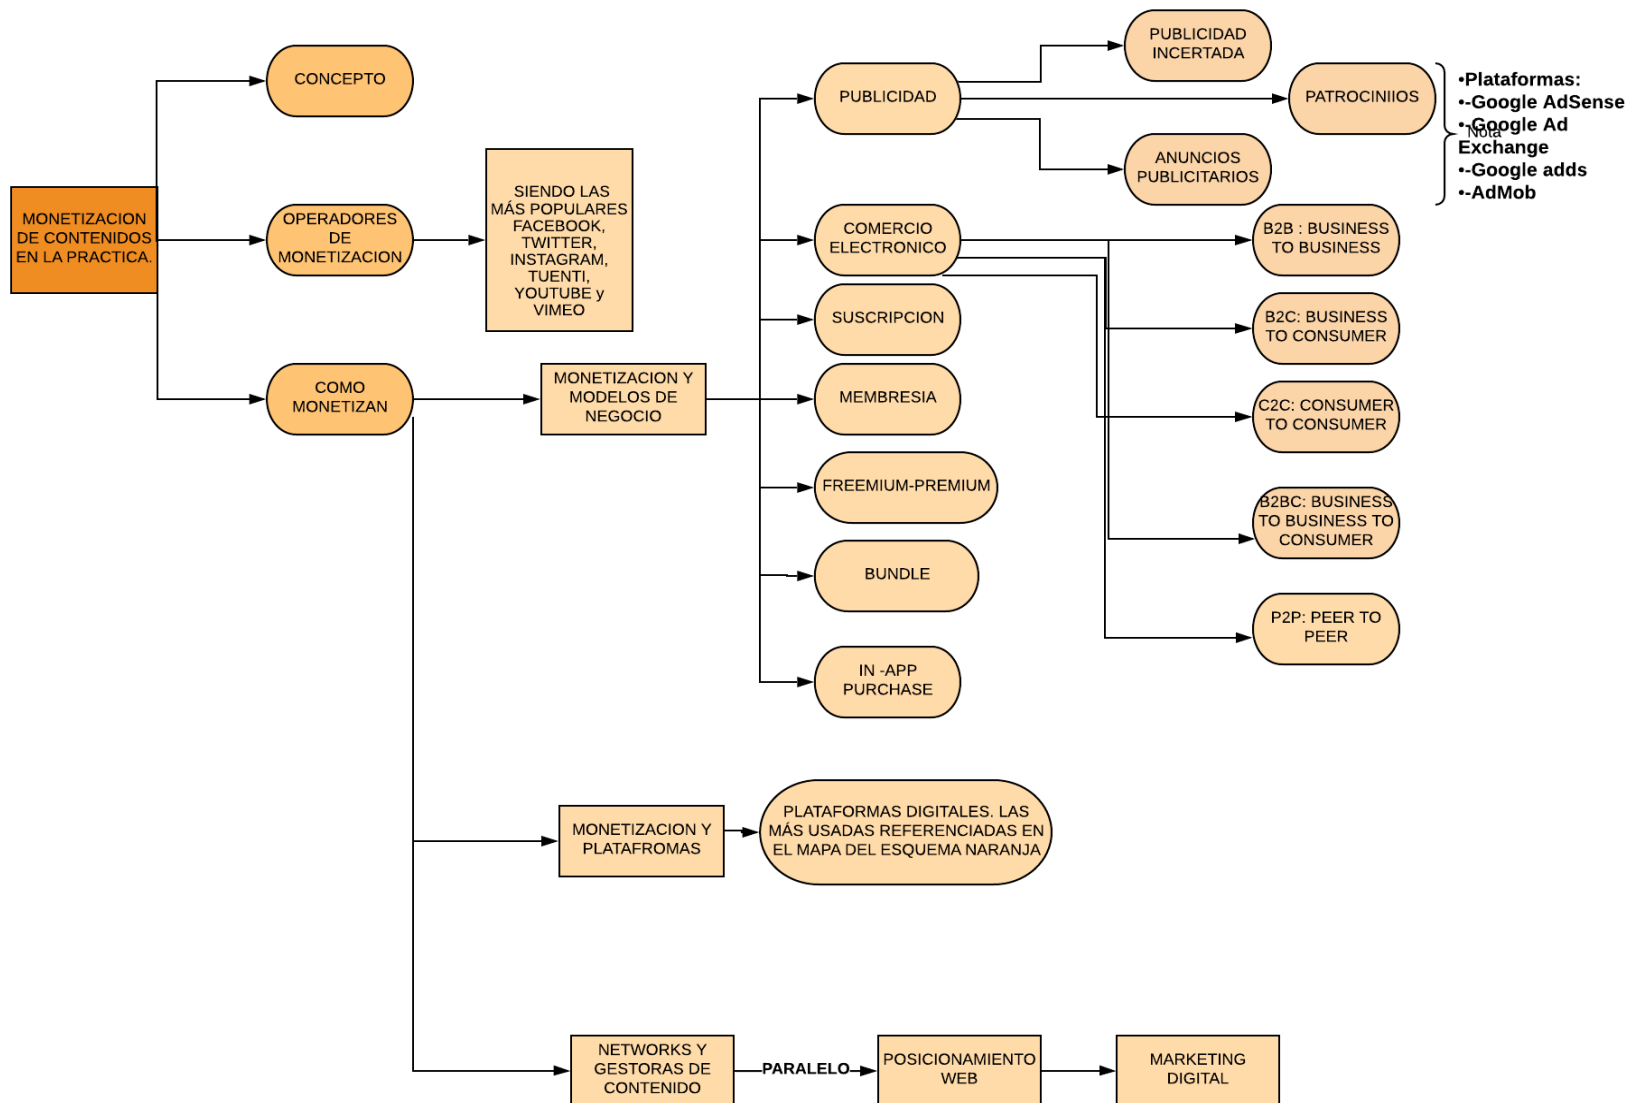 MONETIZACION
DE CONTENIDOS
EN LA PRACTICA.
CONCEPTO
OPERADORES
DE
MONETIZACION
SIENDO LAS
MÁS POPULARES
FACEBOOK,
TWITTER,
INSTAGRAM,
TUENTI,
YOUTUBE y
VIMEO
COMO
MONETIZAN
MONETIZACION Y
MODELOS DE
NEGOCIO
PUBLICIDAD
PUBLICIDAD
INCERTADA
PATROCINIIOS
ANUNCIOS
PUBLICITARIOS
Nota
•Plataformas:
•-Google AdSense
•-Google Ad
Exchange
•-Google adds
•-AdMob
COMERCIO
ELECTRONICO
B2B : BUSINESS
TO BUSINESS
B2C: BUSINESS
TO CONSUMER
C2C: CONSUMER
TO CONSUMER
B2BC: BUSINESS
TO BUSINESS TO
CONSUMER
P2P: PEER TO
PEER
SUSCRIPCION
MEMBRESIA
FREEMIUM-PREMIUM
BUNDLE
IN -APP
PURCHASE
MONETIZACION Y
PLATAFROMAS
PLATAFORMAS DIGITALES. LAS
MÁS USADAS REFERENCIADAS EN
EL MAPA DEL ESQUEMA NARANJA
NETWORKS Y
GESTORAS DE
CONTENIDO
PARALELO
POSICIONAMIENTO
WEB
MARKETING
DIGITAL